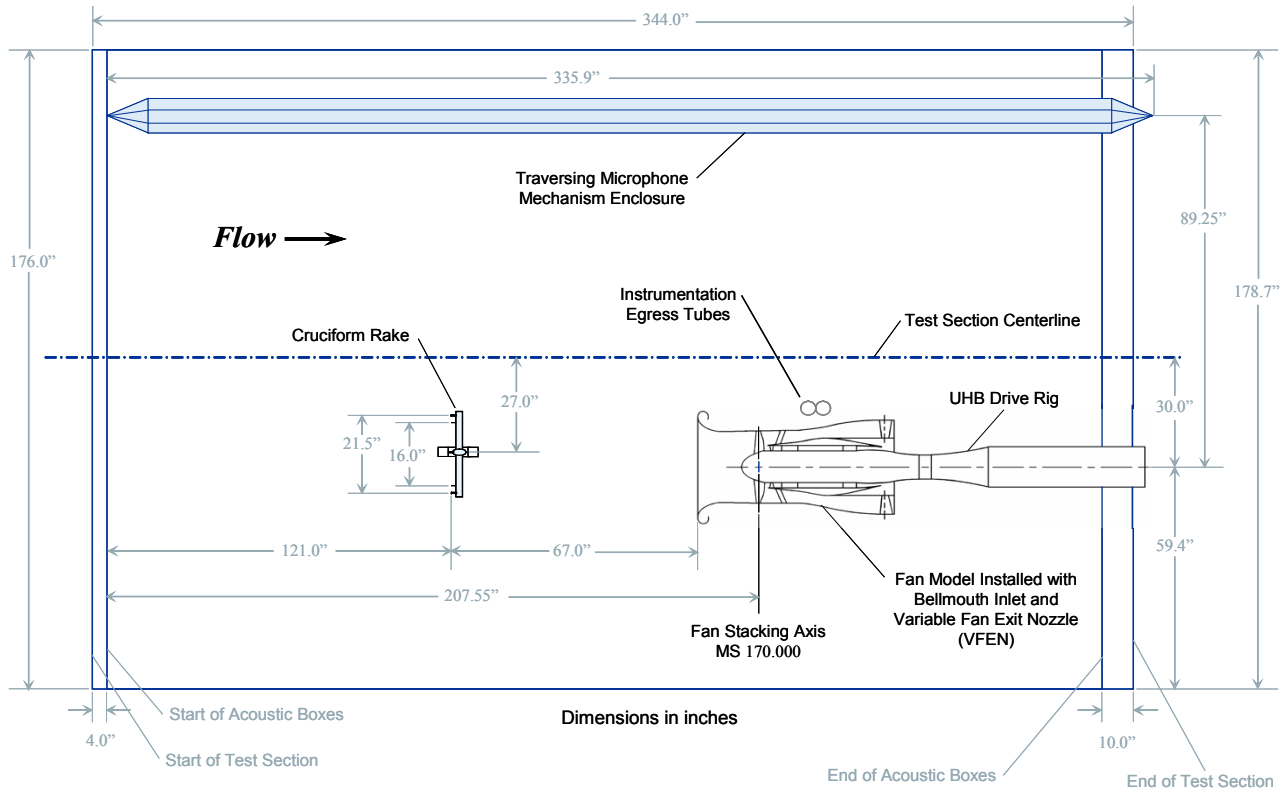 344.0”
335.9”
Traversing Microphone
Mechanism Enclosure
89.25”
Flow
176.0”
178.7”
Instrumentation
Egress Tubes
Test Section Centerline
Cruciform Rake
27.0”
UHB Drive Rig
30.0”
21.5”
16.0”
121.0”
67.0”
59.4”
207.55”
Fan Model Installed with
Bellmouth Inlet and
Variable Fan Exit Nozzle
(VFEN)
Fan Stacking Axis
MS 170.000
Start of Acoustic Boxes
Dimensions in inches
4.0”
10.0”
Start of Test Section
End of Acoustic Boxes
End of Test Section